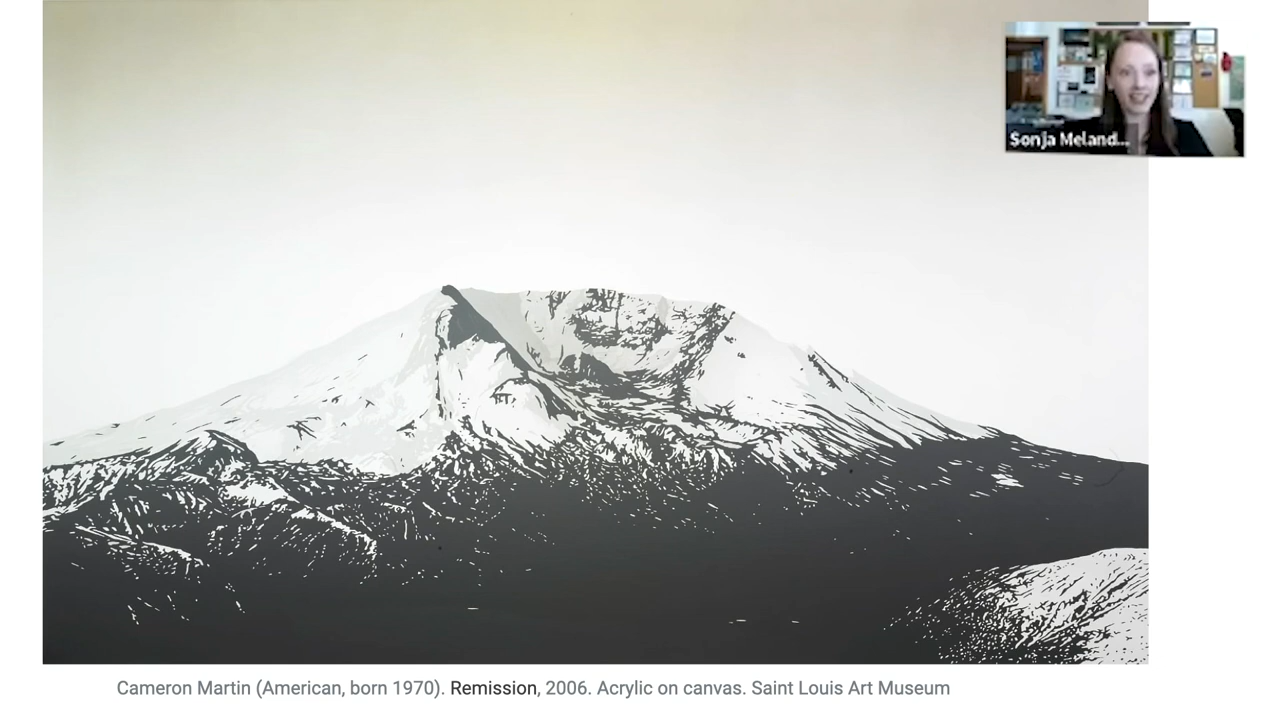 Sonja Meland...
Cameron Martin (American, born 1970). Remission, 2006. Acrylic on canvas. Saint Louis Art Museum